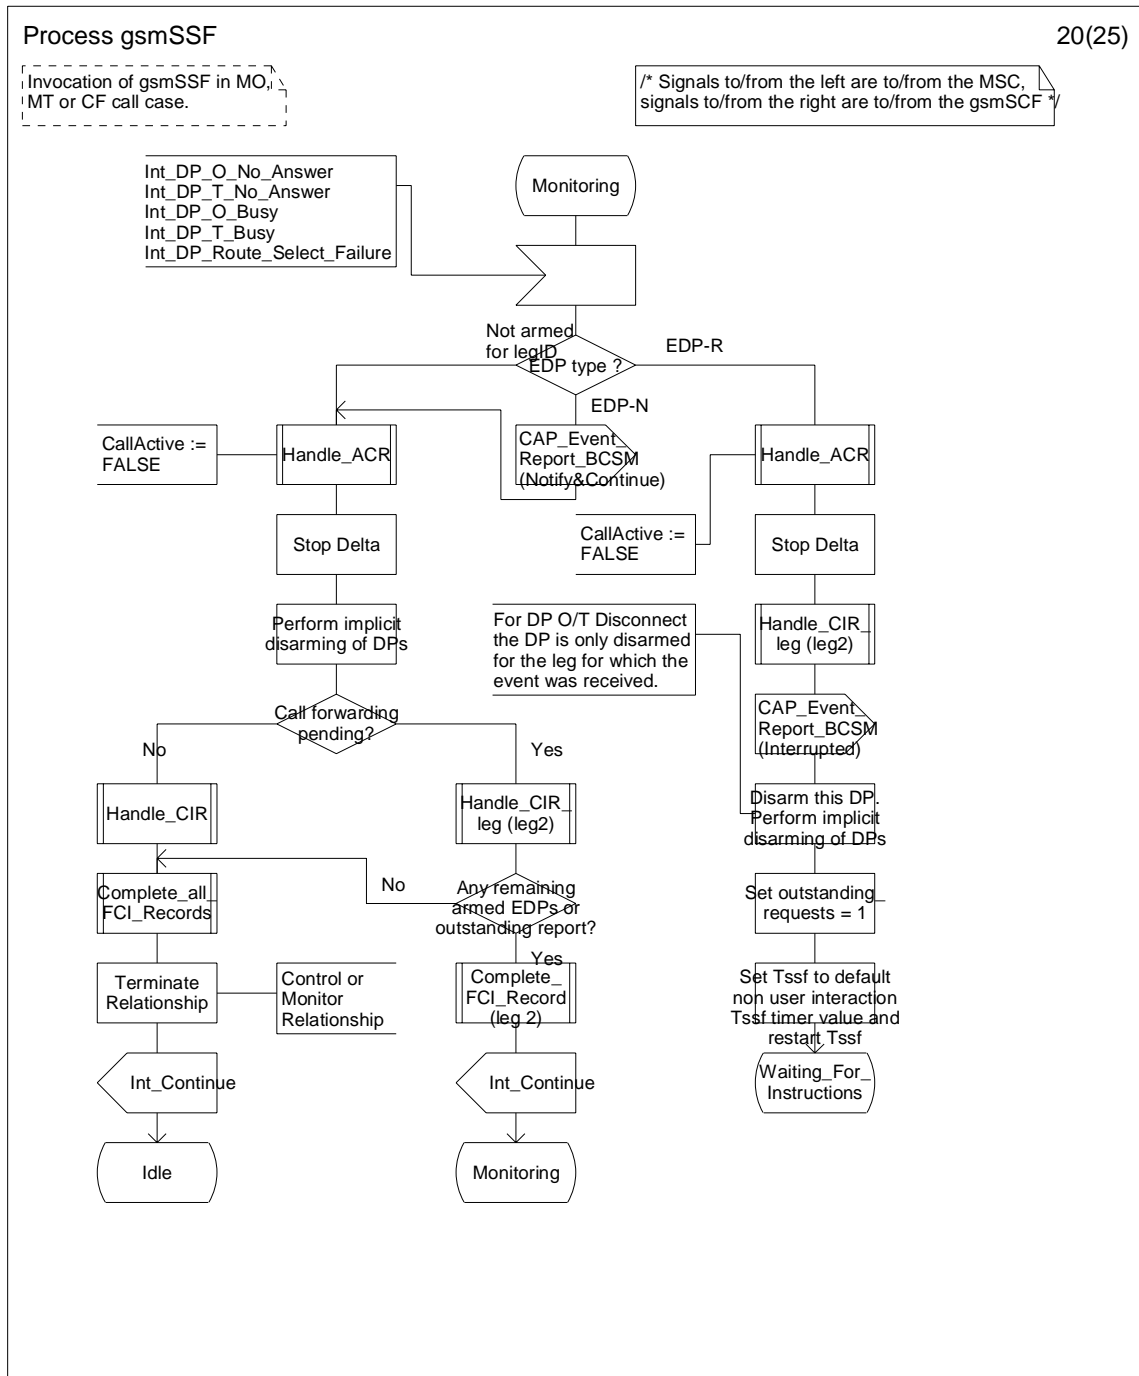 Process gsmSSF
20(25)
Invocation of gsmSSF in MO,
MT or CF call case.
/* Signals to/from the left are to/from the MSC,
signals to/from the right are to/from the gsmSCF */
Int_DP_O_No_Answer
Int_DP_T_No_Answer
Int_DP_O_Busy
Int_DP_T_Busy
Int_DP_Route_Select_Failure
Monitoring
Not armed
for legID
EDP type ?
EDP-R
EDP-N
CallActive :=
FALSE
Handle_ACR
CAP_Event_
Report_BCSM
(Notify&Continue)
Handle_ACR
Stop Delta
CallActive :=
FALSE
Stop Delta
Perform implicit
disarming of DPs
For DP O/T Disconnect
the DP is only disarmed
for the leg for which the
event was received.
Handle_CIR_
leg (leg2)
Call forwarding
pending?
No
Yes
CAP_Event_
Report_BCSM
(Interrupted)
Handle_CIR
Handle_CIR_
leg (leg2)
Disarm this DP.
Perform implicit
disarming of DPs
Complete_all_
FCI_Records
No
Any remaining
armed EDPs or
outstanding report?
Yes
Set outstanding_
requests = 1
Terminate
Relationship
Control or
Monitor
Relationship
Complete_
FCI_Record
(leg 2)
Set Tssf to default
non user interaction
Tssf timer value and
restart Tssf
Int_Continue
Int_Continue
Waiting_For_
Instructions
Idle
Monitoring